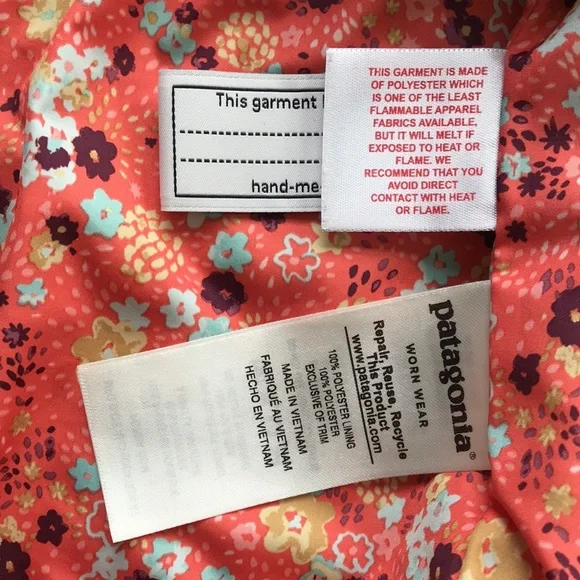 This garment
hand-me
THIS GARMENT IS MADE
OF POLYESTER WHICH
IS ONE OF THE LEAST
FLAMMABLE APPAREL
FABRICS AVAILABLE,
BUT IT WILL MELT IF
EXPOSED TO HEAT OR
FLAME. WE
RECOMMEND THAT YOU
AVOID DIRECT
CONTACT WITH HEAT
OR FLAME.
patagonia®
WORN WEAR
Repair, Reuse, Recycle
This Product
www.patagonia.com
100% POLYESTER LINING
100% POLYESTER
EXCLUSIVE OF TRIM
MADE IN VIETNAM
FABRIQUÉ AU VIETNAM
HECHO EN VIETNAM